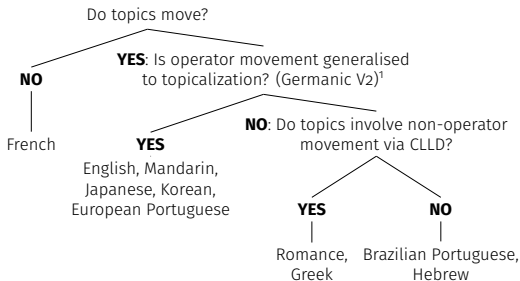 Do topics move?
NO
YES: Is operator movement generalised
to topicalization? (Germanic V2)¹
French
YES
English, Mandarin,
Japanese, Korean,
European Portuguese
NO: Do topics involve non-operator
movement via CLLD?
YES
Romance,
Greek
NO
Brazilian Portuguese,
Hebrew